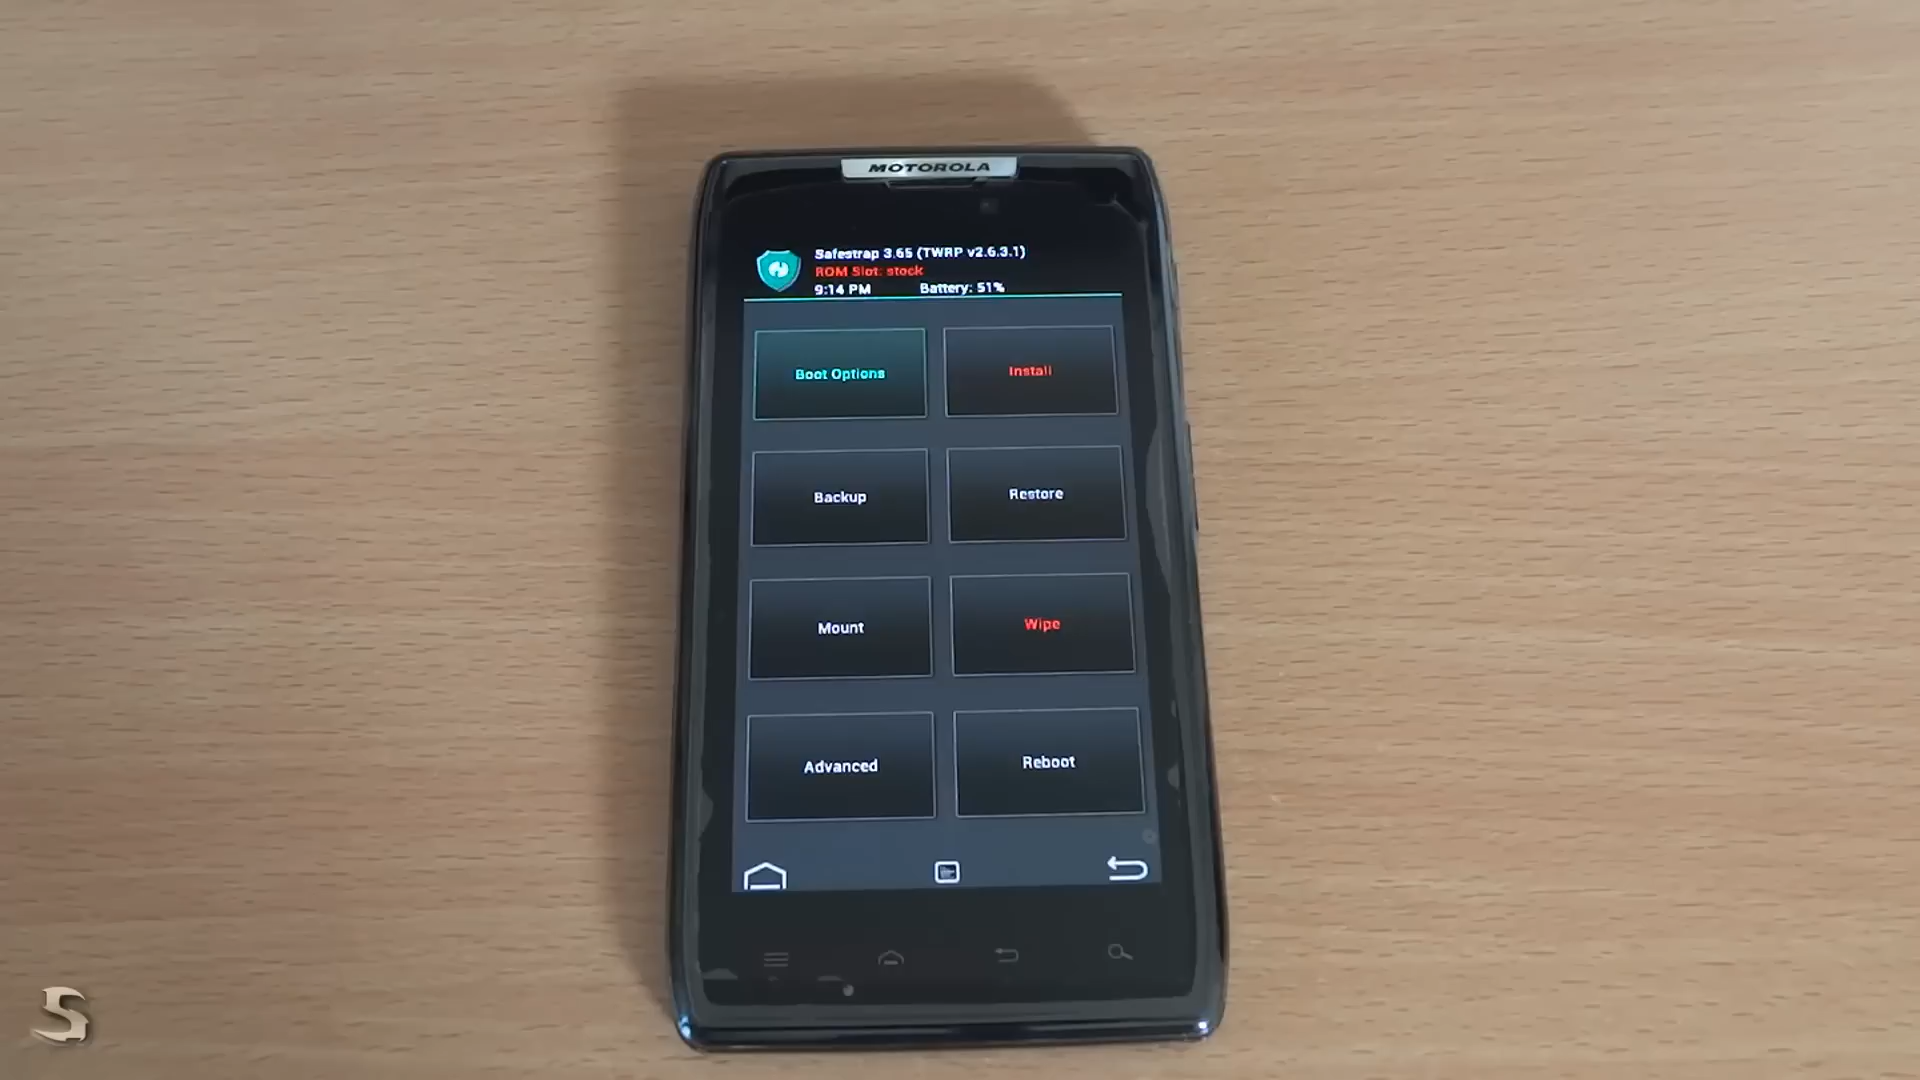 MOTOROLA
Safestrap 3.65 (TWRP v2.6.3.1)
ROM Slot: stock
9:14 PM Battery: 51%
Boot Options
Install
Backup
Restore
Mount
Wipe
Advanced
Reboot
S